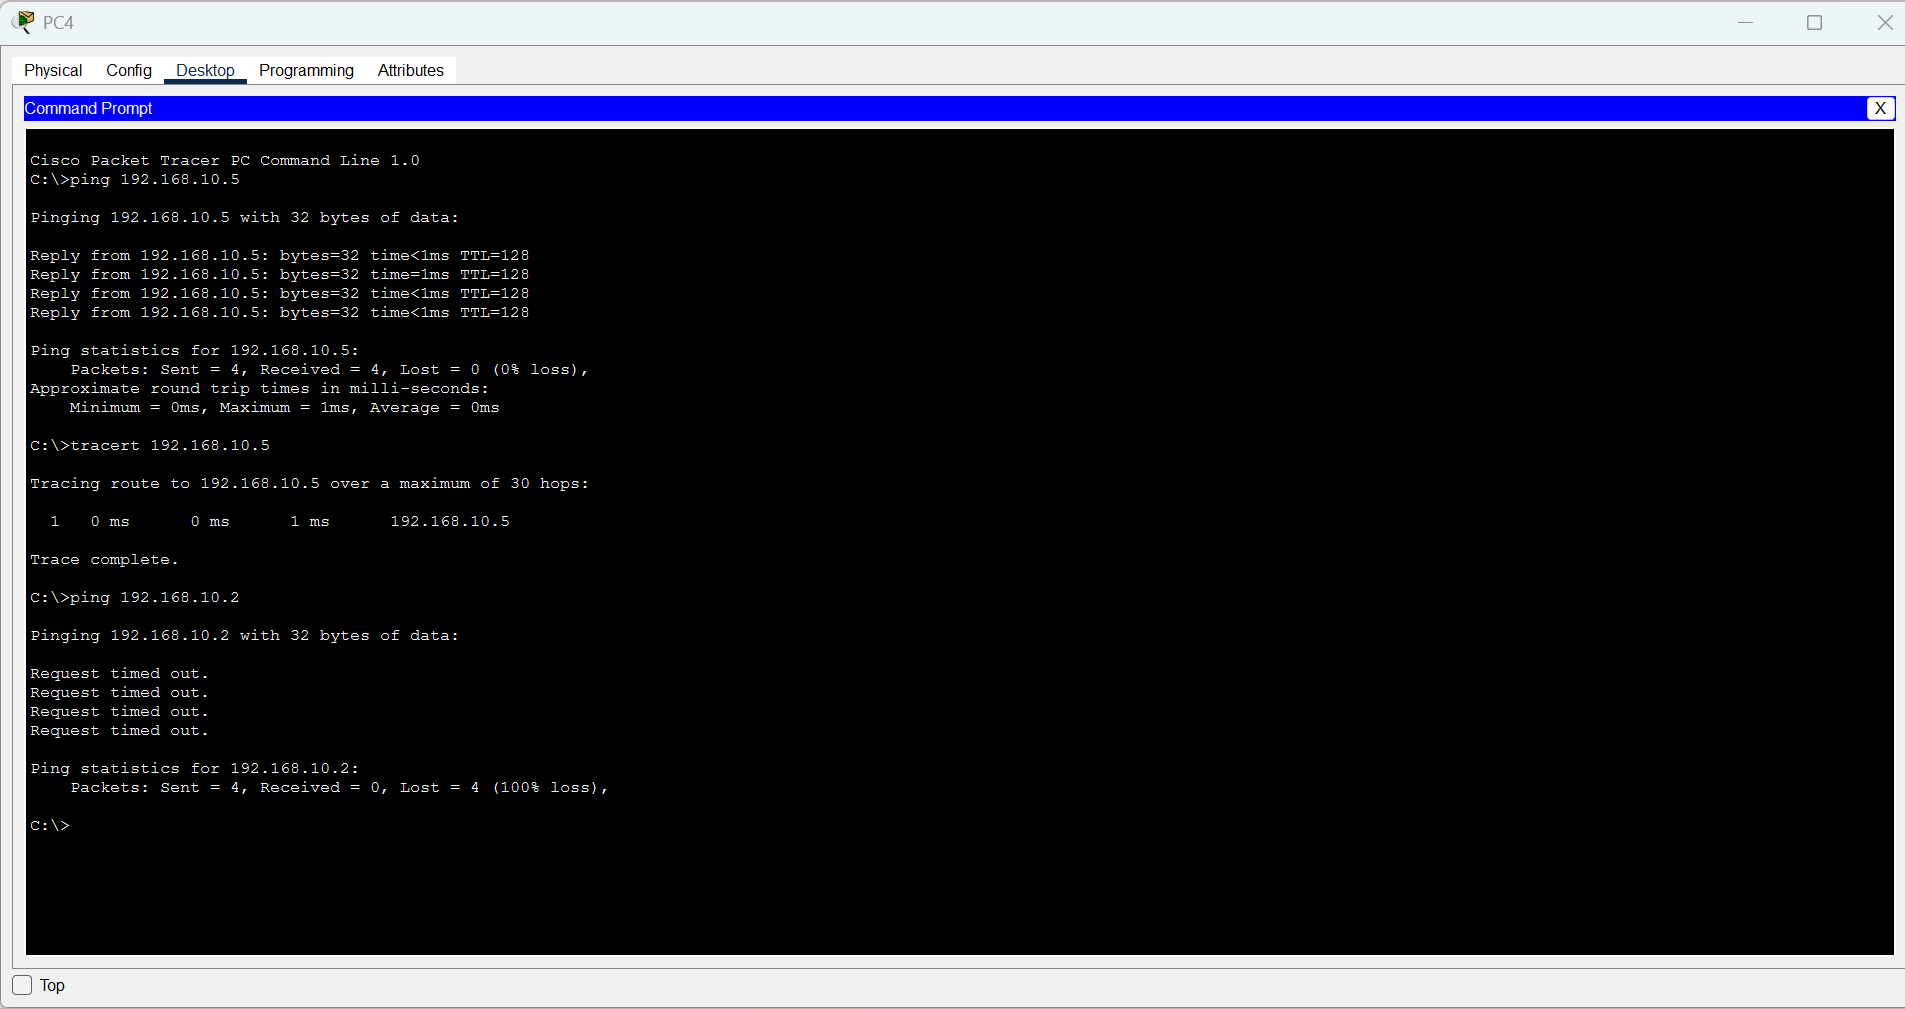 PC4
Physical Config Desktop Programming Attributes
Command Prompt X
Cisco Packet Tracer PC Command Line 1.0
C:\>ping 192.168.10.5
Pinging 192.168.10.5 with 32 bytes of data:
Reply from 192.168.10.5: bytes=32 time<1ms TTL=128
Reply from 192.168.10.5: bytes=32 time=1ms TTL=128
Reply from 192.168.10.5: bytes=32 time<1ms TTL=128
Reply from 192.168.10.5: bytes=32 time<1ms TTL=128
Ping statistics for 192.168.10.5:
Packets: Sent = 4, Received = 4, Lost = 0 (0% loss),
Approximate round trip times in milli-seconds:
Minimum = 0ms, Maximum = 1ms, Average = 0ms
C:\>tracert 192.168.10.5
Tracing route to 192.168.10.5 over a maximum of 30 hops:
1 0 ms 0 ms 1 ms 192.168.10.5
Trace complete.
C:\>ping 192.168.10.2
Pinging 192.168.10.2 with 32 bytes of data:
Request timed out.
Request timed out.
Request timed out.
Request timed out.
Ping statistics for 192.168.10.2:
Packets: Sent = 4, Received = 0, Lost = 4 (100% loss),
C:\>
Top